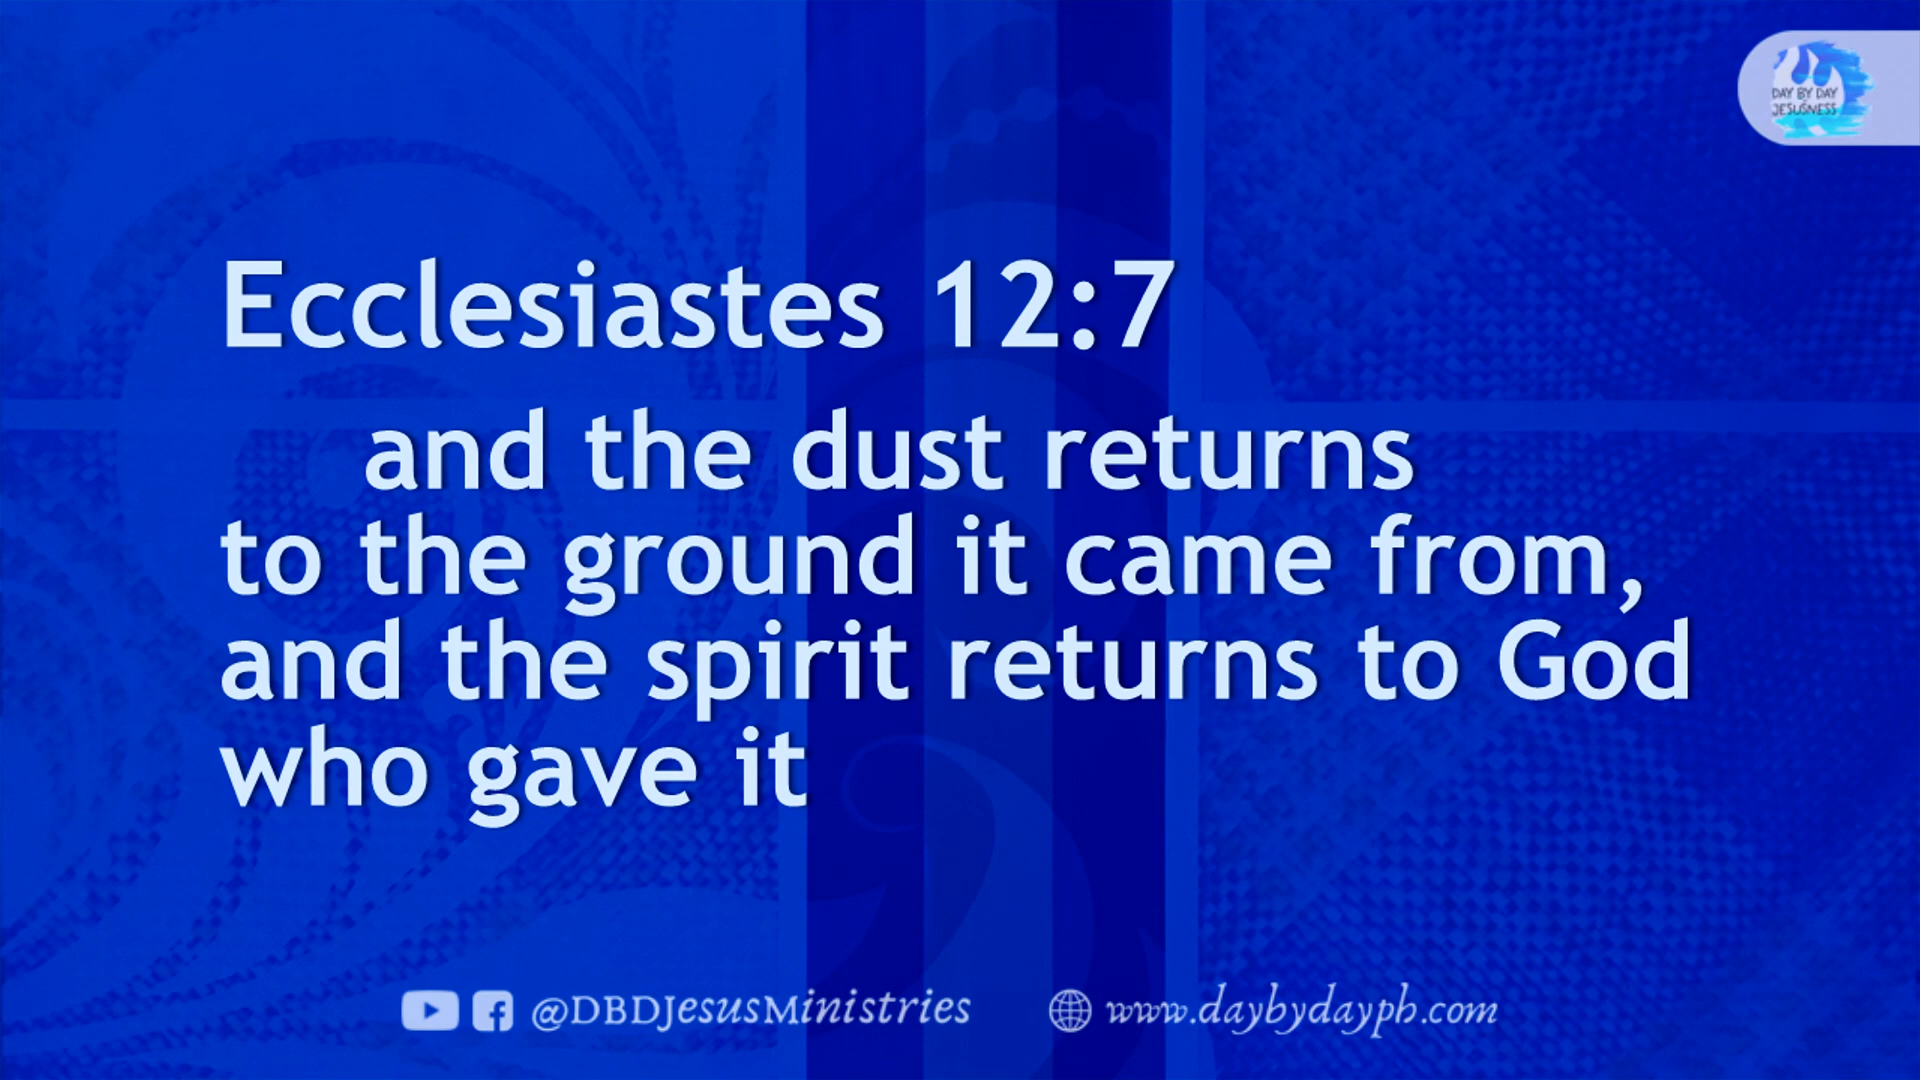 DAY BY DAY
JESUSNESS
Ecclesiastes 12:7
and the dust returns
to the ground it came from,
and the spirit returns to God
who gave it
@DBDJesusMinistries www.daybydayph.com